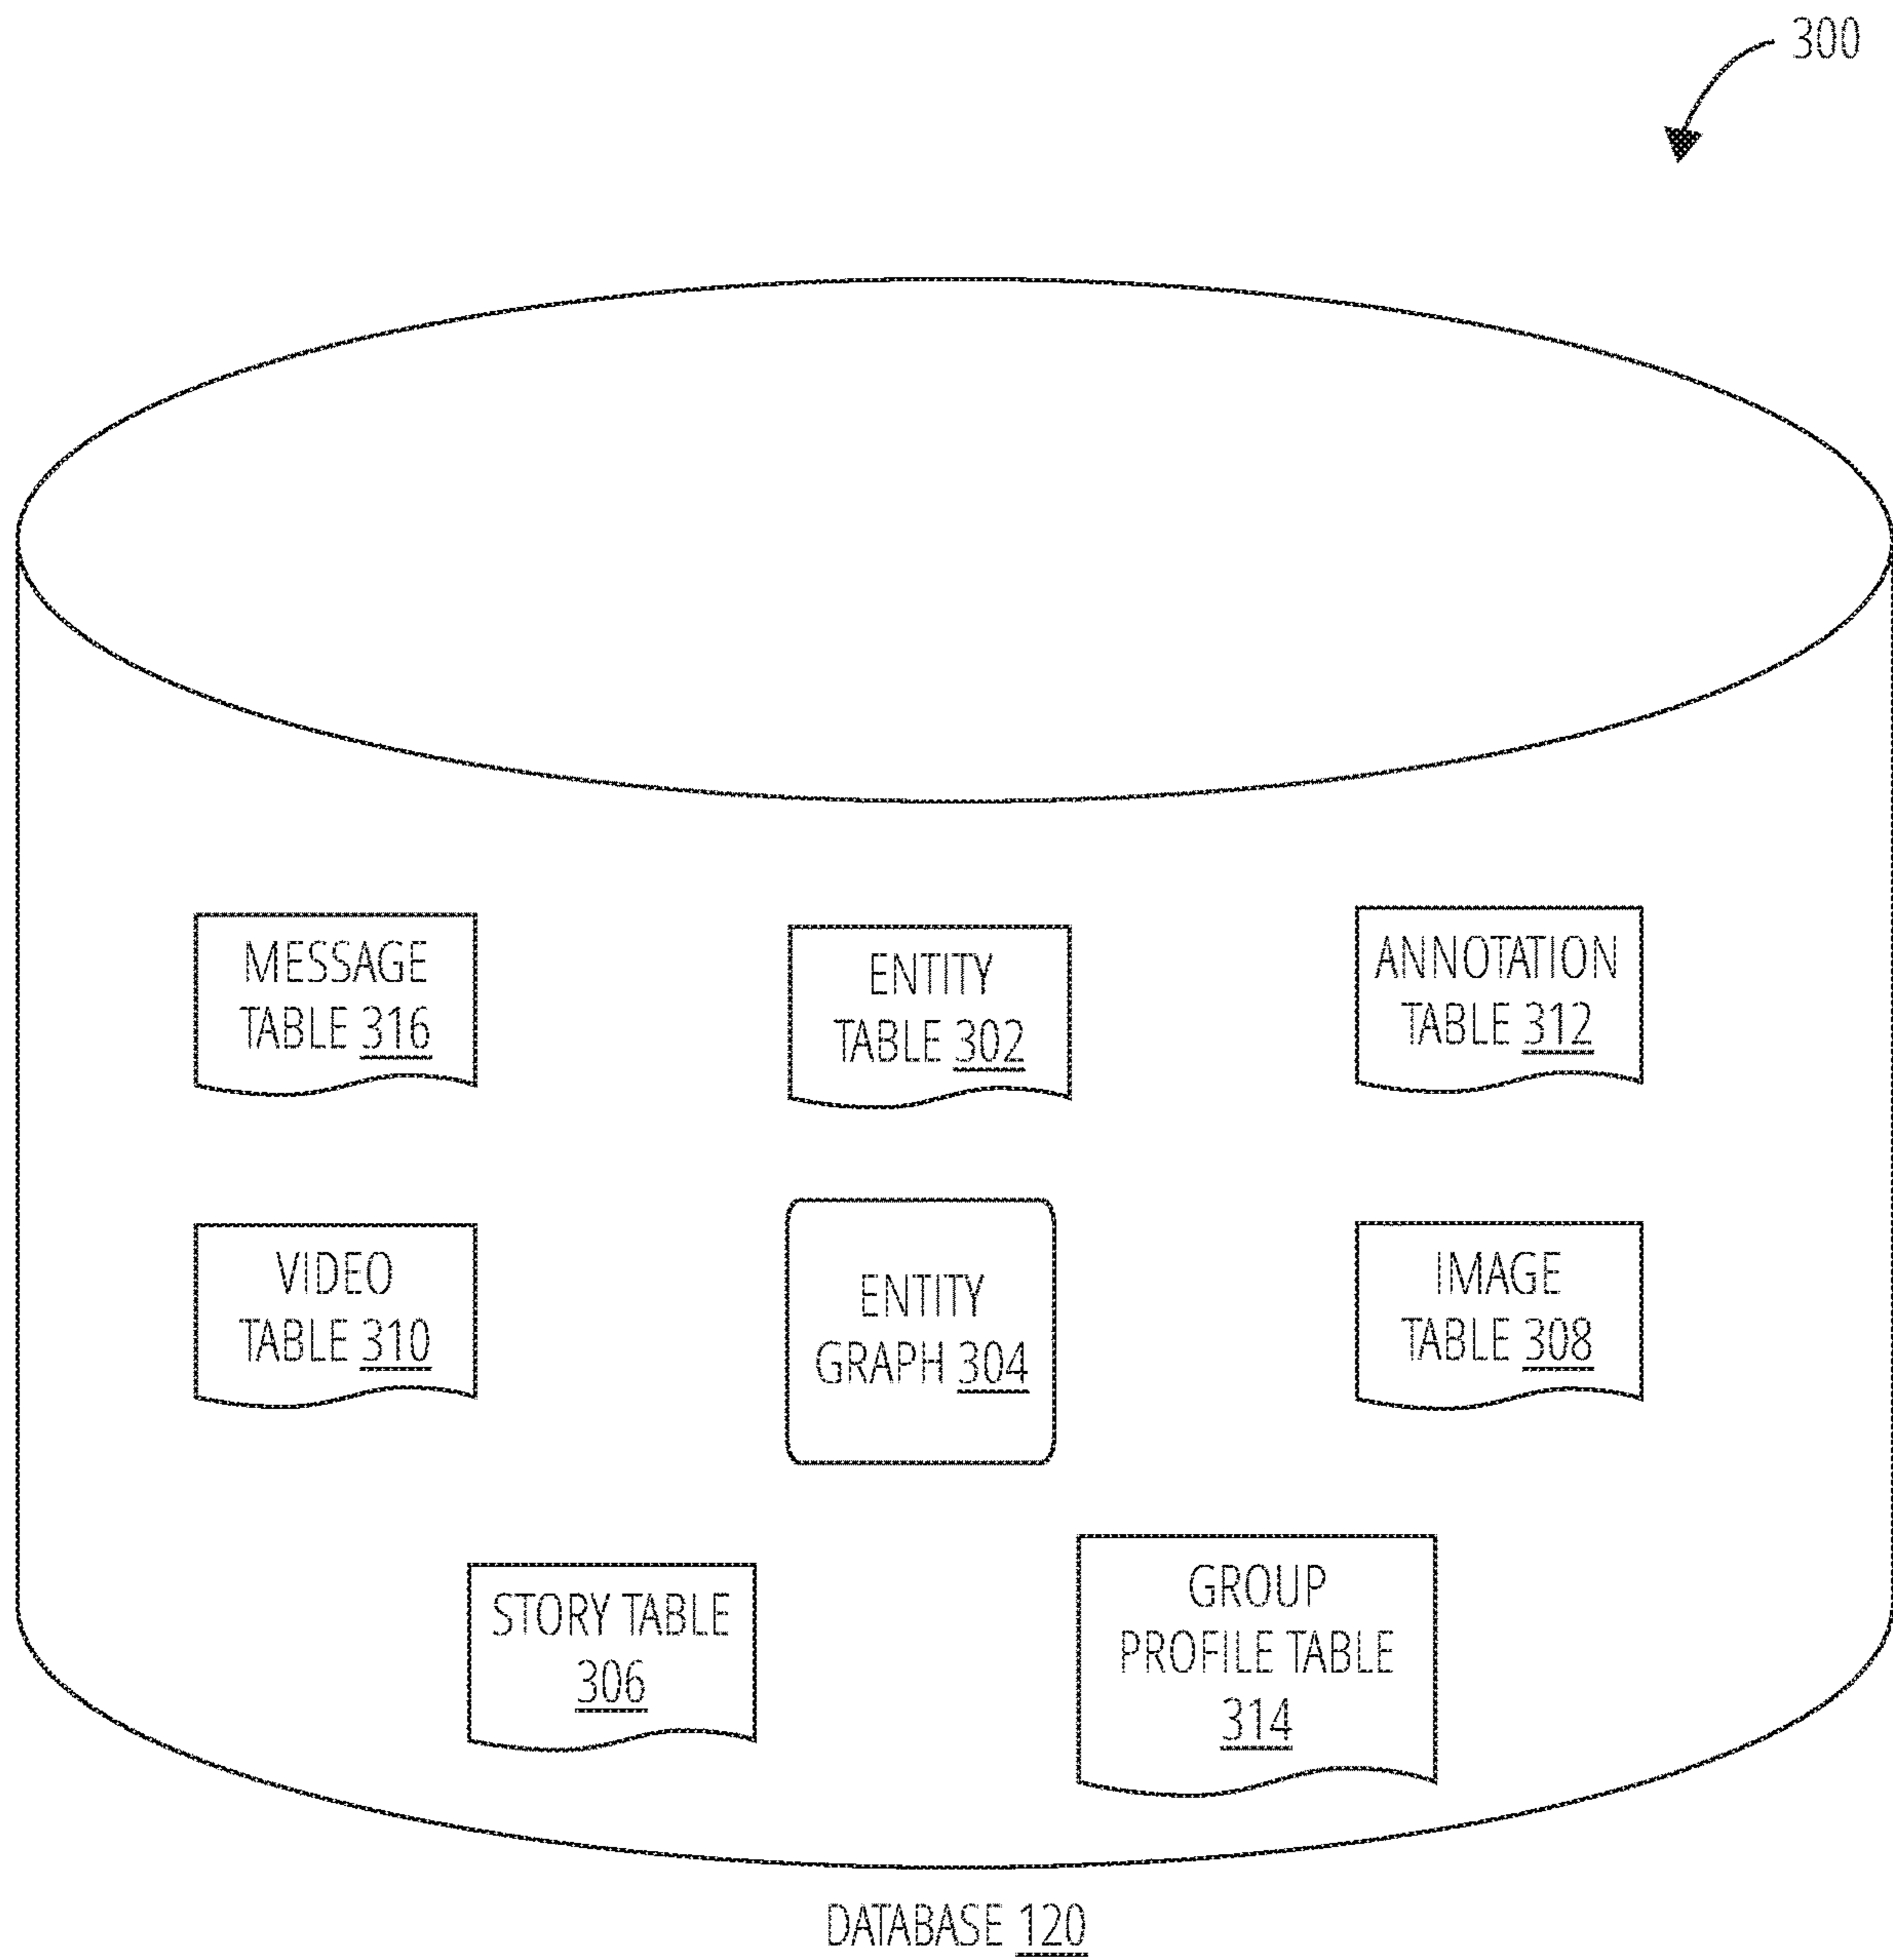 300
MESSAGE
TABLE 316
ENTITY
TABLE 302
ANNOTATION
TABLE 312
VIDEO
TABLE 310
ENTITY
GRAPH 304
IMAGE
TABLE 308
STORY TABLE
306
GROUP
PROFILE TABLE
314
DATABASE 120